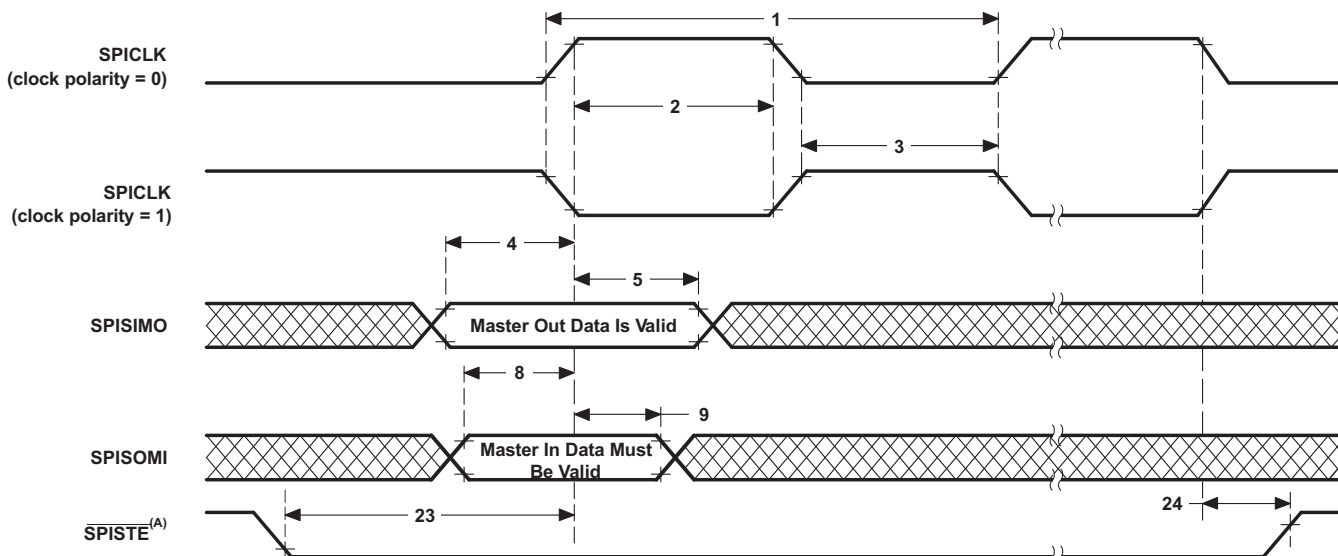 1
SPICLK
(clock polarity = 0)
2
3
SPICLK
(clock polarity = 1)
4
5
SPISIMO
Master Out Data Is Valid
8
9
SPISOMI
Master In Data Must
Be Valid
24
23
SPISTE(A)